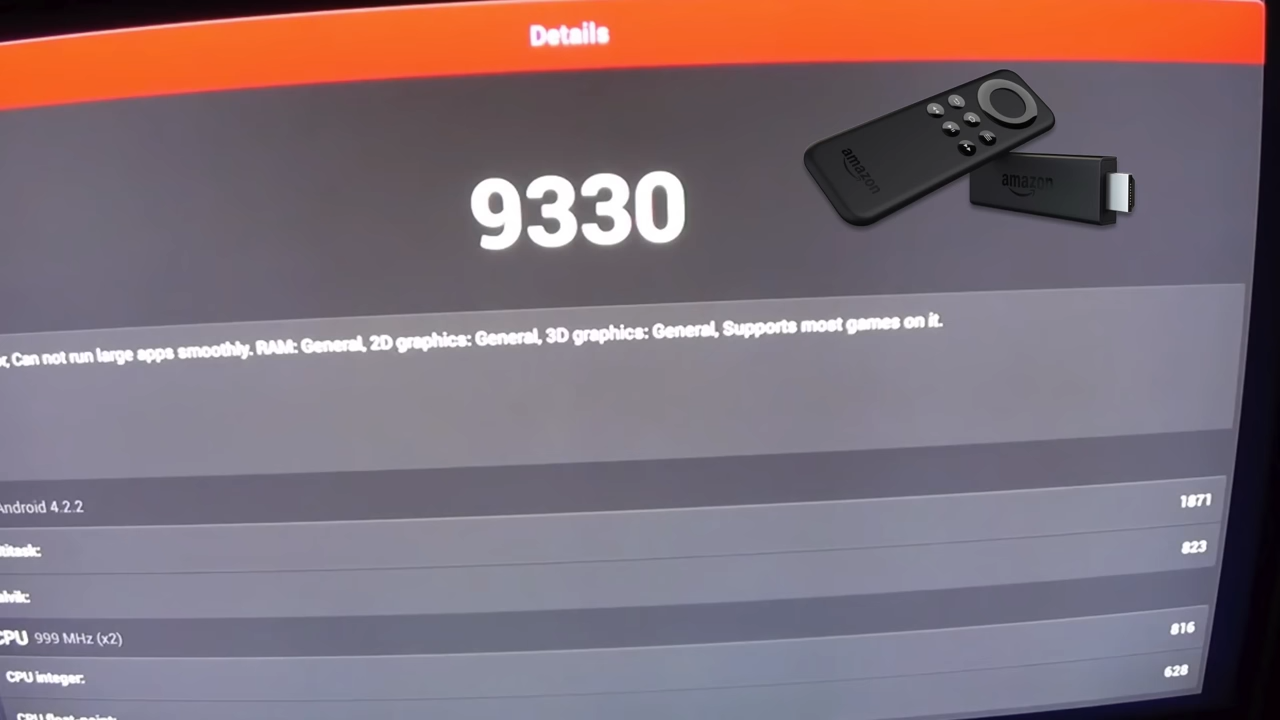 Details
amazon
amazon
9330
Can not run large apps smoothly. RAM: General, 2D graphics: General, 3D graphics: General, Supports most games on it.
Android 4.2.2
1871
823
CPU 999 MHz (x2)
816
CPU integer:
628